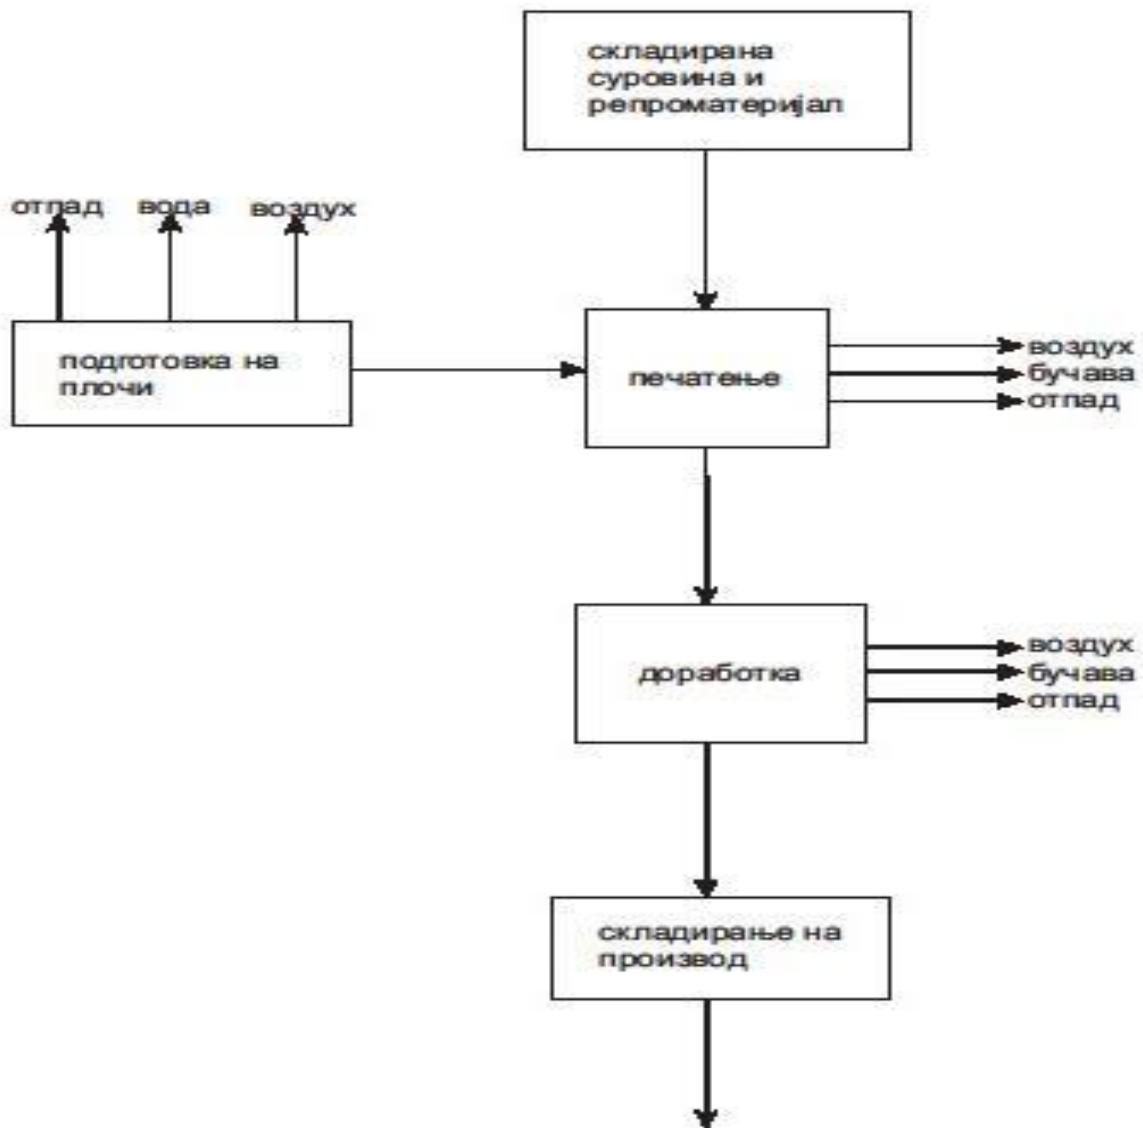 складирана
суровина и
репроматеријал
отпад вода воздух
подготовка на
плочи
печатење
воздух
бучава
отпад
доработка
воздух
бучава
отпад
складирање на
производ